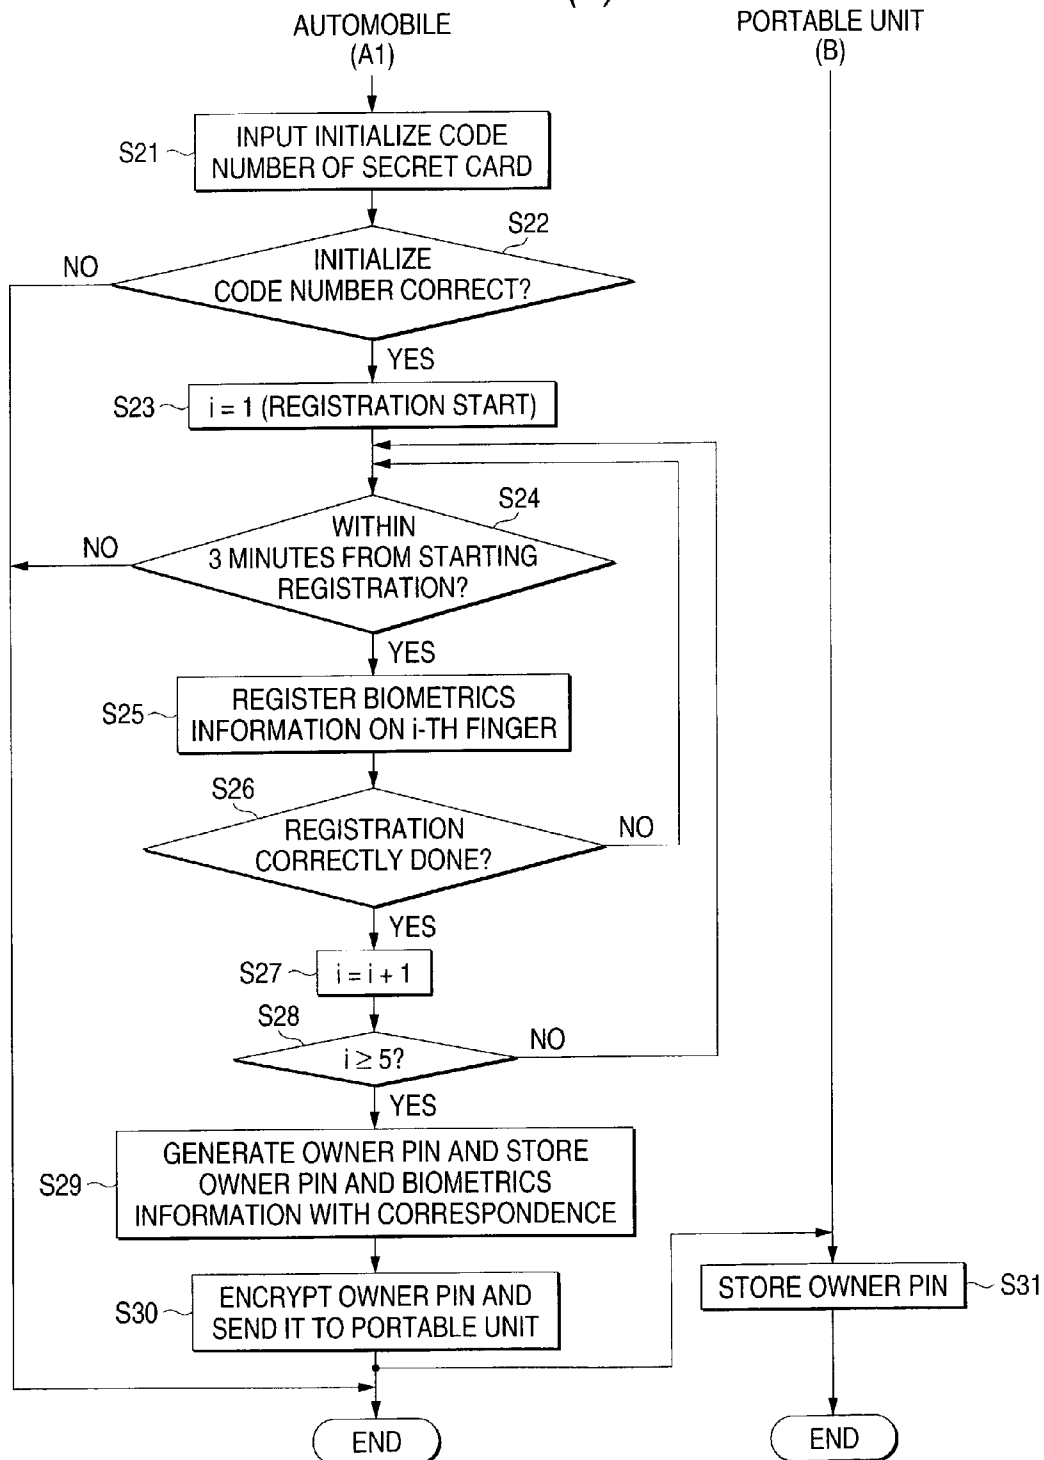 AUTOMOBILE
(A1)
PORTABLE UNIT
(B)
S21
INPUT INITIALIZE CODE
NUMBER OF SECRET CARD
S22
INITIALIZE
CODE NUMBER CORRECT?
NO
YES
S23
i = 1 (REGISTRATION START)
S24
WITHIN
3 MINUTES FROM STARTING
REGISTRATION?
NO
YES
S25
REGISTER BIOMETRICS
INFORMATION ON i-TH FINGER
S26
REGISTRATION
CORRECTLY DONE?
NO
YES
S27
i = i + 1
S28
i ≥ 5?
NO
YES
S29
GENERATE OWNER PIN AND STORE
OWNER PIN AND BIOMETRICS
INFORMATION WITH CORRESPONDENCE
S30
ENCRYPT OWNER PIN AND
SEND IT TO PORTABLE UNIT
STORE OWNER PIN
S31
END
END